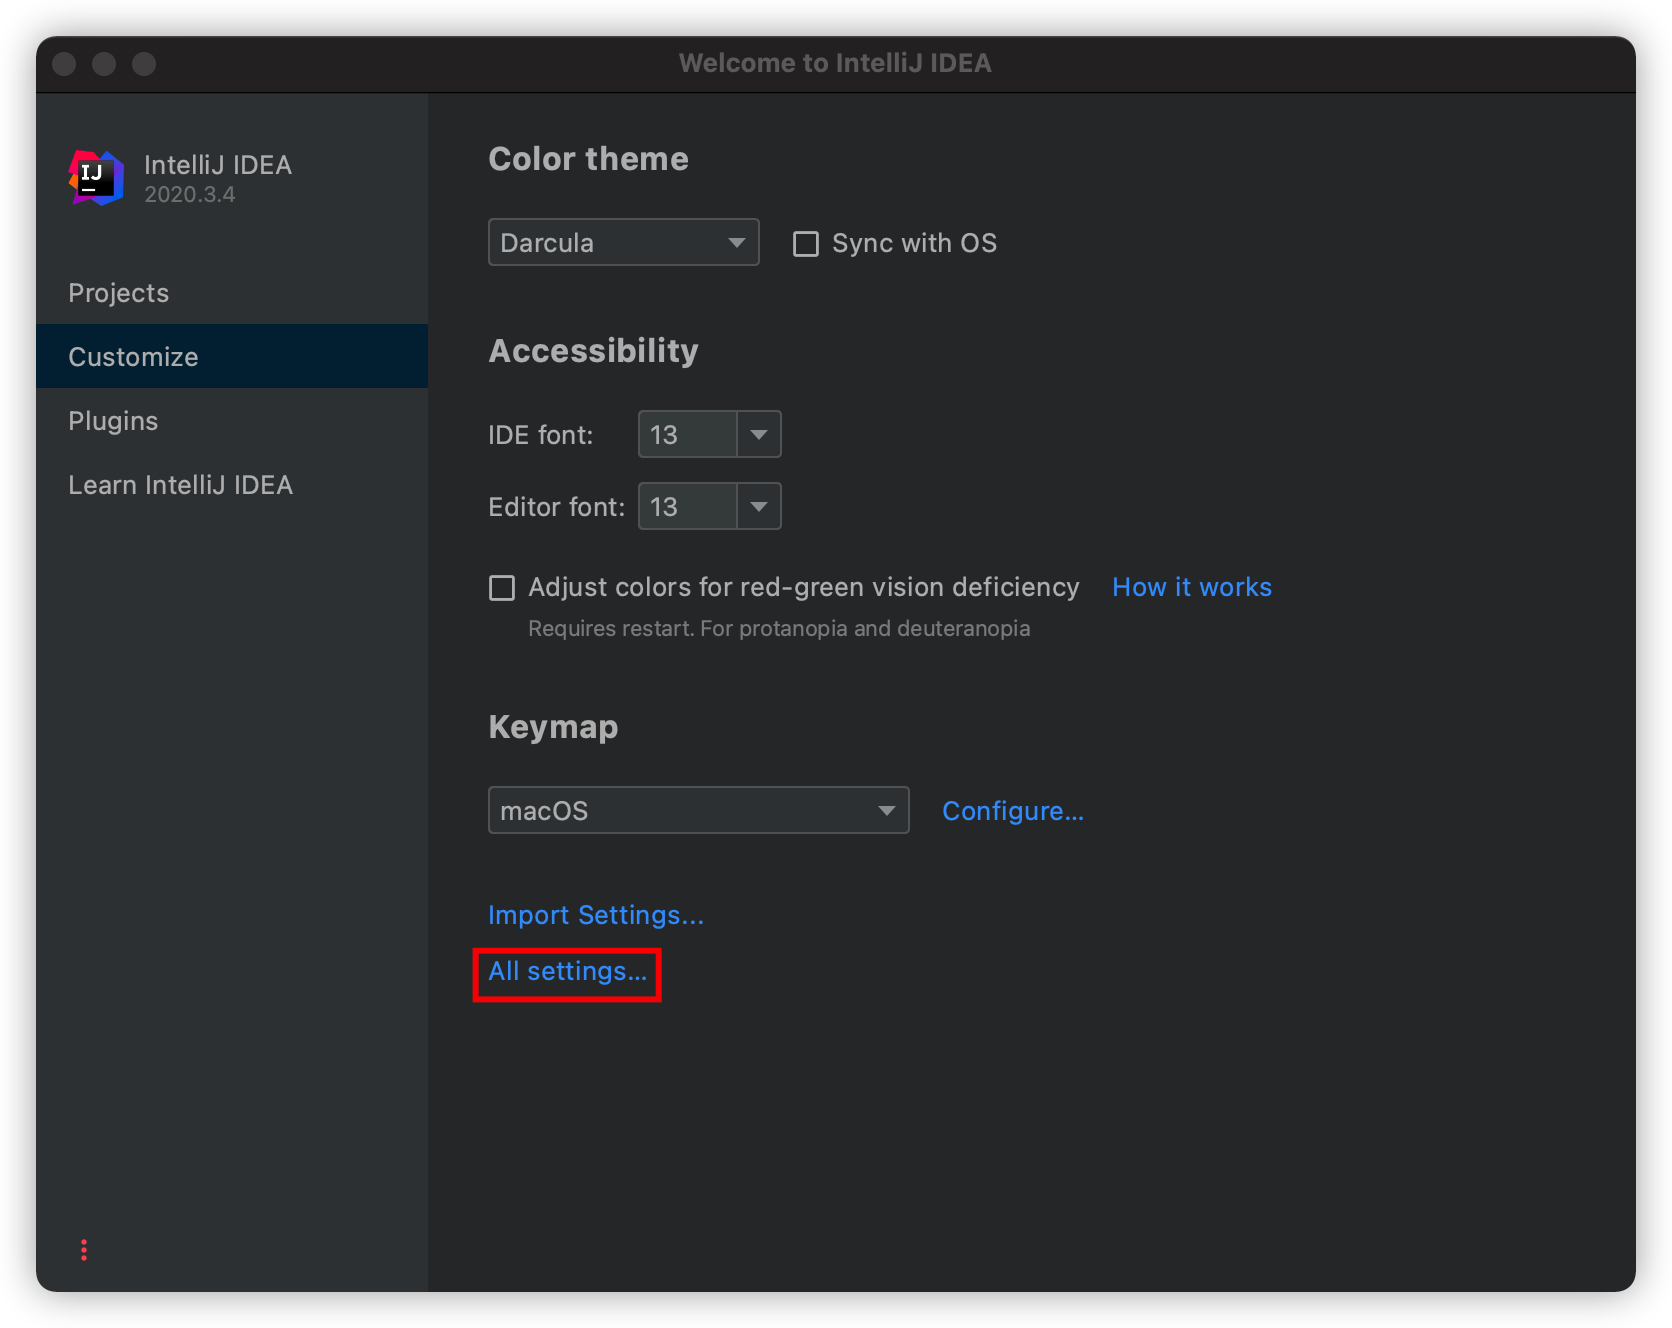 Welcome to IntelliJ IDEA
IJ
IntelliJ IDEA
2020.3.4
Projects
Customize
Plugins
Learn IntelliJ IDEA
Color theme
Darcula
Sync with OS
Accessibility
IDE font: 13
Editor font: 13
Adjust colors for red-green vision deficiency How it works
Requires restart. For protanopia and deuteranopia
Keymap
macOS
Configure...
Import Settings...
All settings...